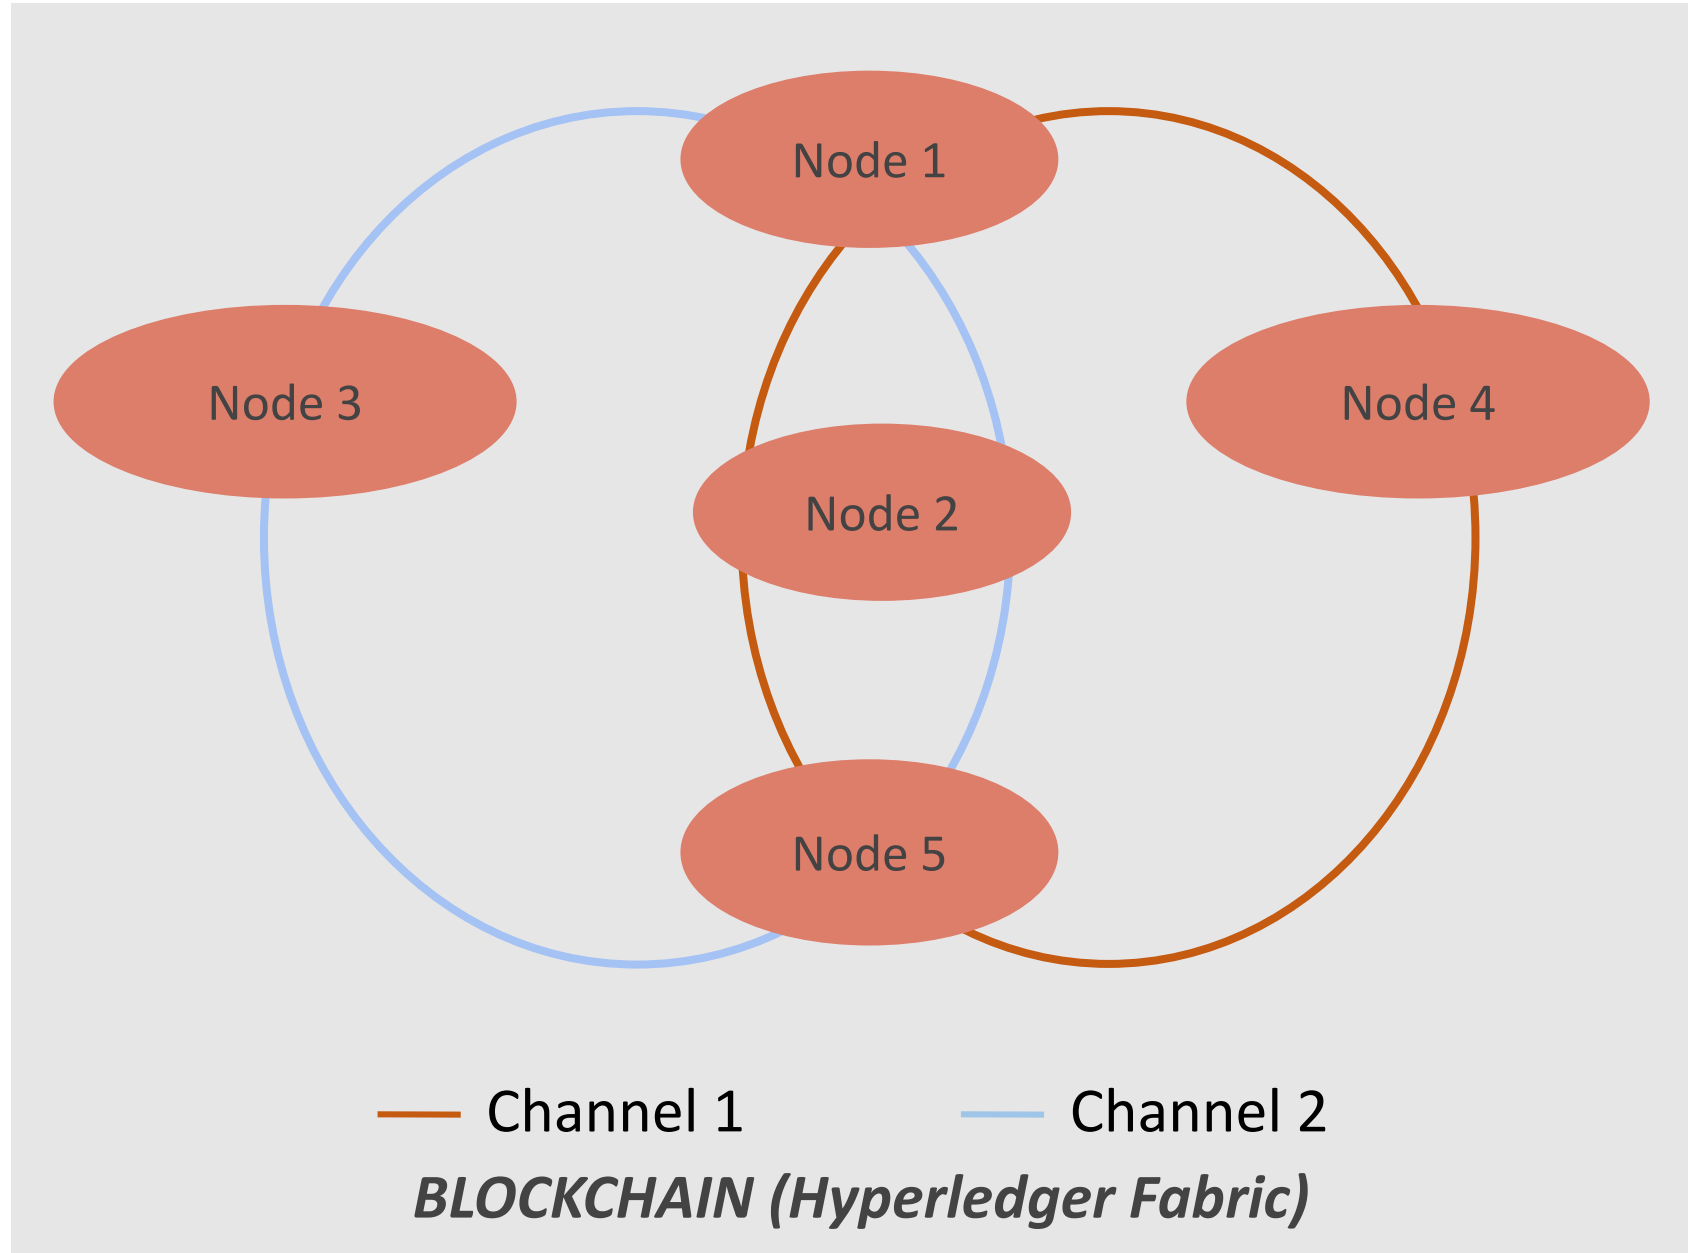 Node 1
Node 3
Node 4
Node 2
Node 5
Channel 1
Channel 2
BLOCKCHAIN (Hyperledger Fabric)